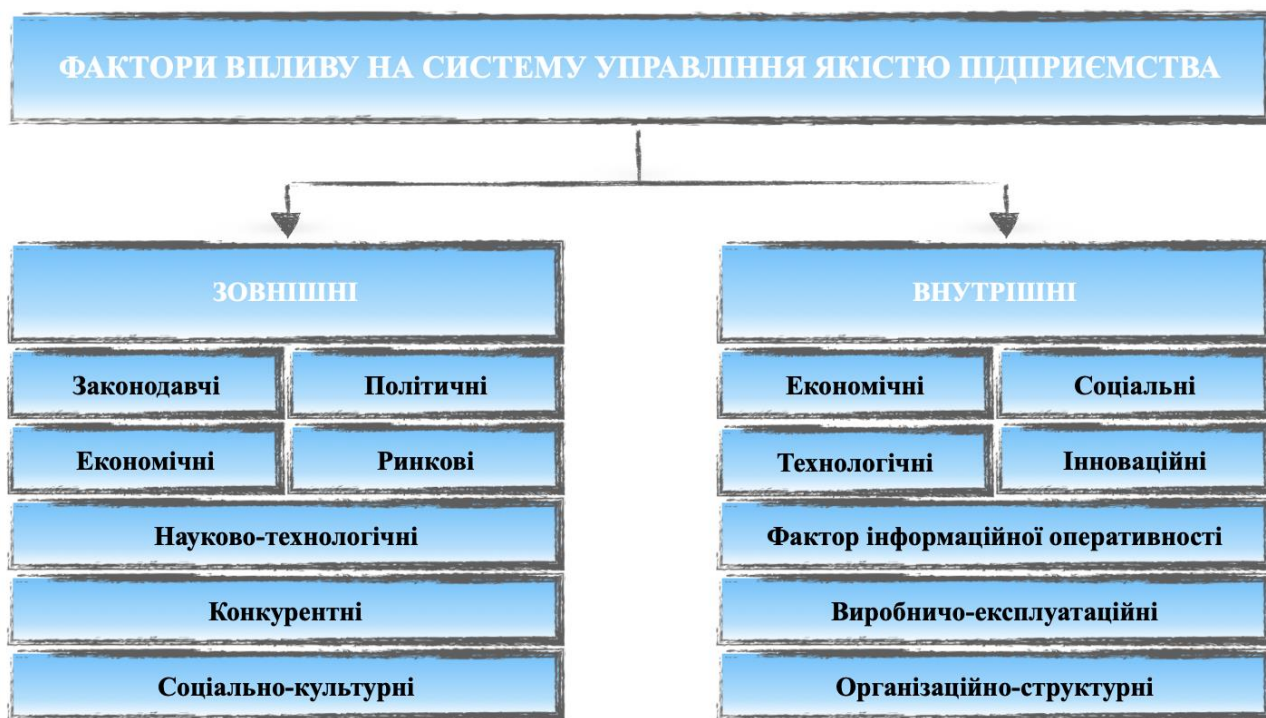 ФАКТОРИ ВПЛИВУ НА СИСТЕМУ УПРАВЛІННЯ ЯКІСТЮ ПІДПРИЄМСТВА
ЗОВНІШНІ
Законодавчі
Політичні
Економічні
Ринкові
Науково-технологічні
Конкурентні
Соціально-культурні
ВНУТРІШНІ
Економічні
Соціальні
Технологічні
Інноваційні
Фактор інформаційної оперативності
Виробничо-експлуатаційні
Організаційно-структурні